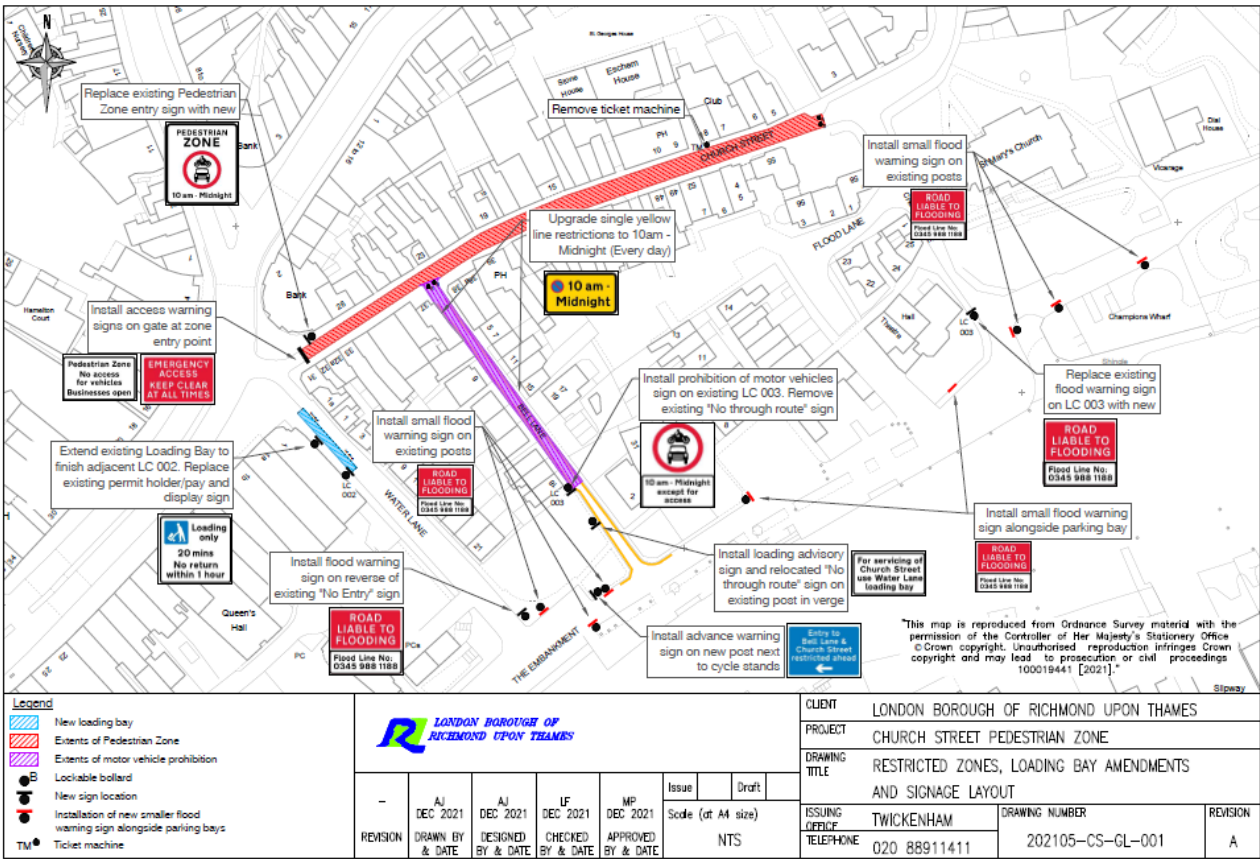 N
Children's
Nursery
St Georges House
Stone
House
Eschem
House
Club
Replace existing Pedestrian
Zone entry sign with new
PEDESTRIAN
ZONE
10 am - Midnight
Bank
12 to 16
Remove ticket machine
PH
TM
CHURCH STREET
Install small flood
warning sign on
existing posts
ROAD
LIABLE TO
FLOODING
Flood Line No:
0345 988 1188
St Mary's Church
Dial
House
Vicarage
Upgrade single yellow
line restrictions to 10am -
Midnight (Every day)
10 am -
Midnight
PH
FLOOD LANE
Bank
Hamelton
Court
Install access warning
signs on gate at zone
entry point
Pedestrian Zone
No access
for vehicles
Businesses open
EMERGENCY
ACCESS
KEEP CLEAR
AT ALL TIMES
Hall
Theatre
LC
003
Champions Wharf
Shingle
Replace existing
flood warning sign
on LC 003 with new
ROAD
LIABLE TO
FLOODING
Flood Line No:
0345 988 1188
Install prohibition of motor vehicles
sign on existing LC 003. Remove
existing "No through route" sign
10 am - Midnight
except for
access
BELL LANE
Install small flood
warning sign on
existing posts
ROAD
LIABLE TO
FLOODING
Flood Line No:
0345 988 1188
Extend existing Loading Bay to
finish adjacent LC 002. Replace
existing permit holder/pay and
display sign
Loading
only
20 mins
No return
within 1 hour
LC
002
WATER LANE
LC
003
Install small flood warning
sign alongside parking bay
ROAD
LIABLE TO
FLOODING
Flood Line No:
0345 988 1188
Install flood warning
sign on reverse of
existing "No Entry" sign
ROAD
LIABLE TO
FLOODING
Flood Line No:
0345 988 1188
Install loading advisory
sign and relocated "No
through route" sign on
existing post in verge
For servicing of
Church Street
use Water Lane
loading bay
Queen's
Hall
PC
PCs
THE EMBANKMENT
Install advance warning
sign on new post next
to cycle stands
Entry to
Bell Lane &
Church Street
restricted ahead
"This map is reproduced from Ordnance Survey material with the
permission of the Controller of Her Majesty's Stationery Office
© Crown copyright. Unauthorised reproduction infringes Crown
copyright and may lead to prosecution or civil proceedings
100019441 [2021]."
Slipway
Legend
New loading bay
Extents of Pedestrian Zone
Extents of motor vehicle prohibition
B Lockable bollard
New sign location
Installation of new smaller flood
warning sign alongside parking bays
TM Ticket machine
LONDON BOROUGH OF
RICHMOND UPON THAMES
- AJ DEC 2021 AJ DEC 2021 LF DEC 2021 MP DEC 2021
REVISION DRAWN BY & DATE DESIGNED BY & DATE CHECKED BY & DATE APPROVED BY & DATE
Issue Draft
Scale (at A4 size)
NTS
CLIENT LONDON BOROUGH OF RICHMOND UPON THAMES
PROJECT CHURCH STREET PEDESTRIAN ZONE
DRAWING TITLE RESTRICTED ZONES, LOADING BAY AMENDMENTS
AND SIGNAGE LAYOUT
ISSUING OFFICE TWICKENHAM
TELEPHONE 020 88911411
DRAWING NUMBER
202105-CS-GL-001
REVISION
A